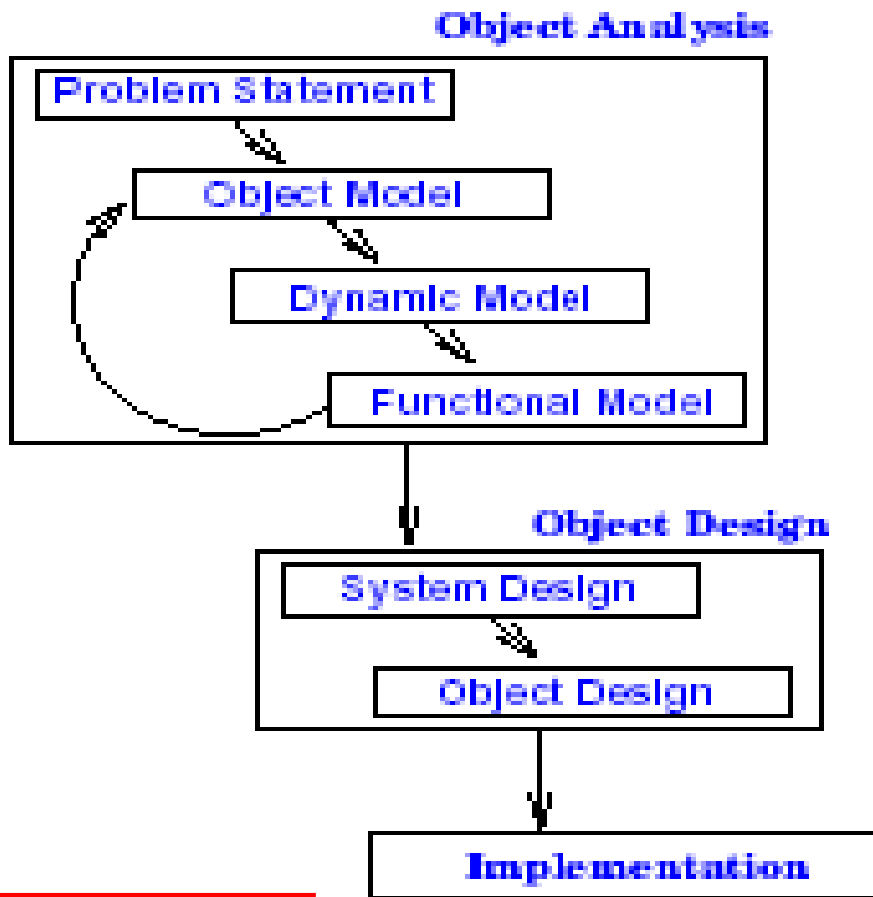 Object Analysis
Problem Statement
Object Model
Dynamic Model
Functional Model
Object Design
System Design
Object Design
Implementation